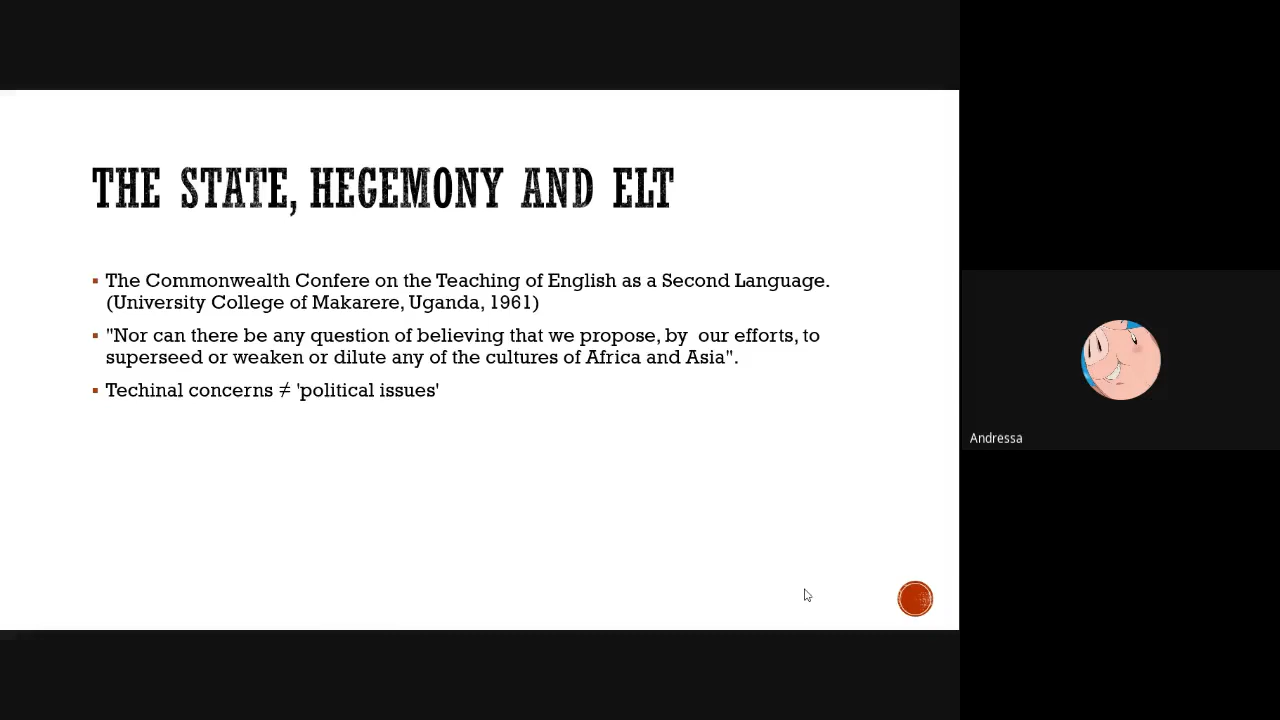 THE STATE, HEGEMONY AND ELT
The Commonwealth Confere on the Teaching of English as a Second Language.
(University College of Makarere, Uganda, 1961)
"Nor can there be any question of believing that we propose, by  our efforts, to
superseed or weaken or dilute any of the cultures of Africa and Asia".
Techinal concerns ≠ 'political issues'
Andressa